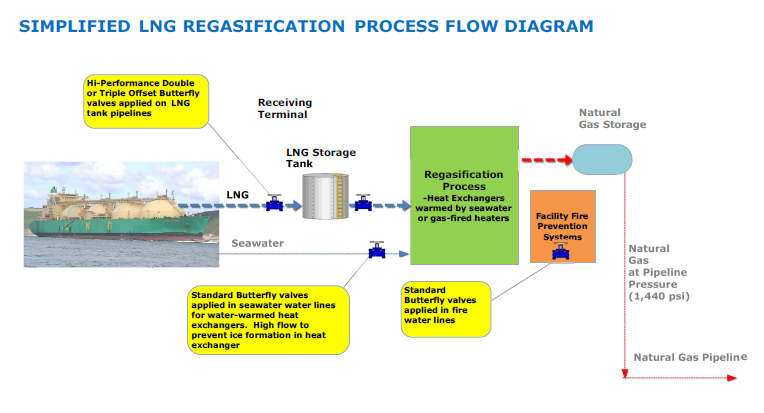 SIMPLIFIED LNG REGASIFICATION PROCESS FLOW DIAGRAM
Hi-Performance Double
or Triple Offset Butterfly
valves applied on LNG
tank pipelines
Receiving
Terminal
Natural
Gas Storage
LNG Storage
Tank
LNG
Regasification
Process
-Heat Exchangers
warmed by seawater
or gas-fired heaters
Facility Fire
Prevention
Systems
Seawater
L N G
Natural
Gas
at Pipeline
Pressure
(1,440 psi)
Standard Butterfly valves
applied in seawater water lines
for water-warmed heat
exchangers. High flow to
prevent ice formation in heat
exchanger
Standard
Butterfly valves
applied in fire
water lines
Natural Gas Pipeline